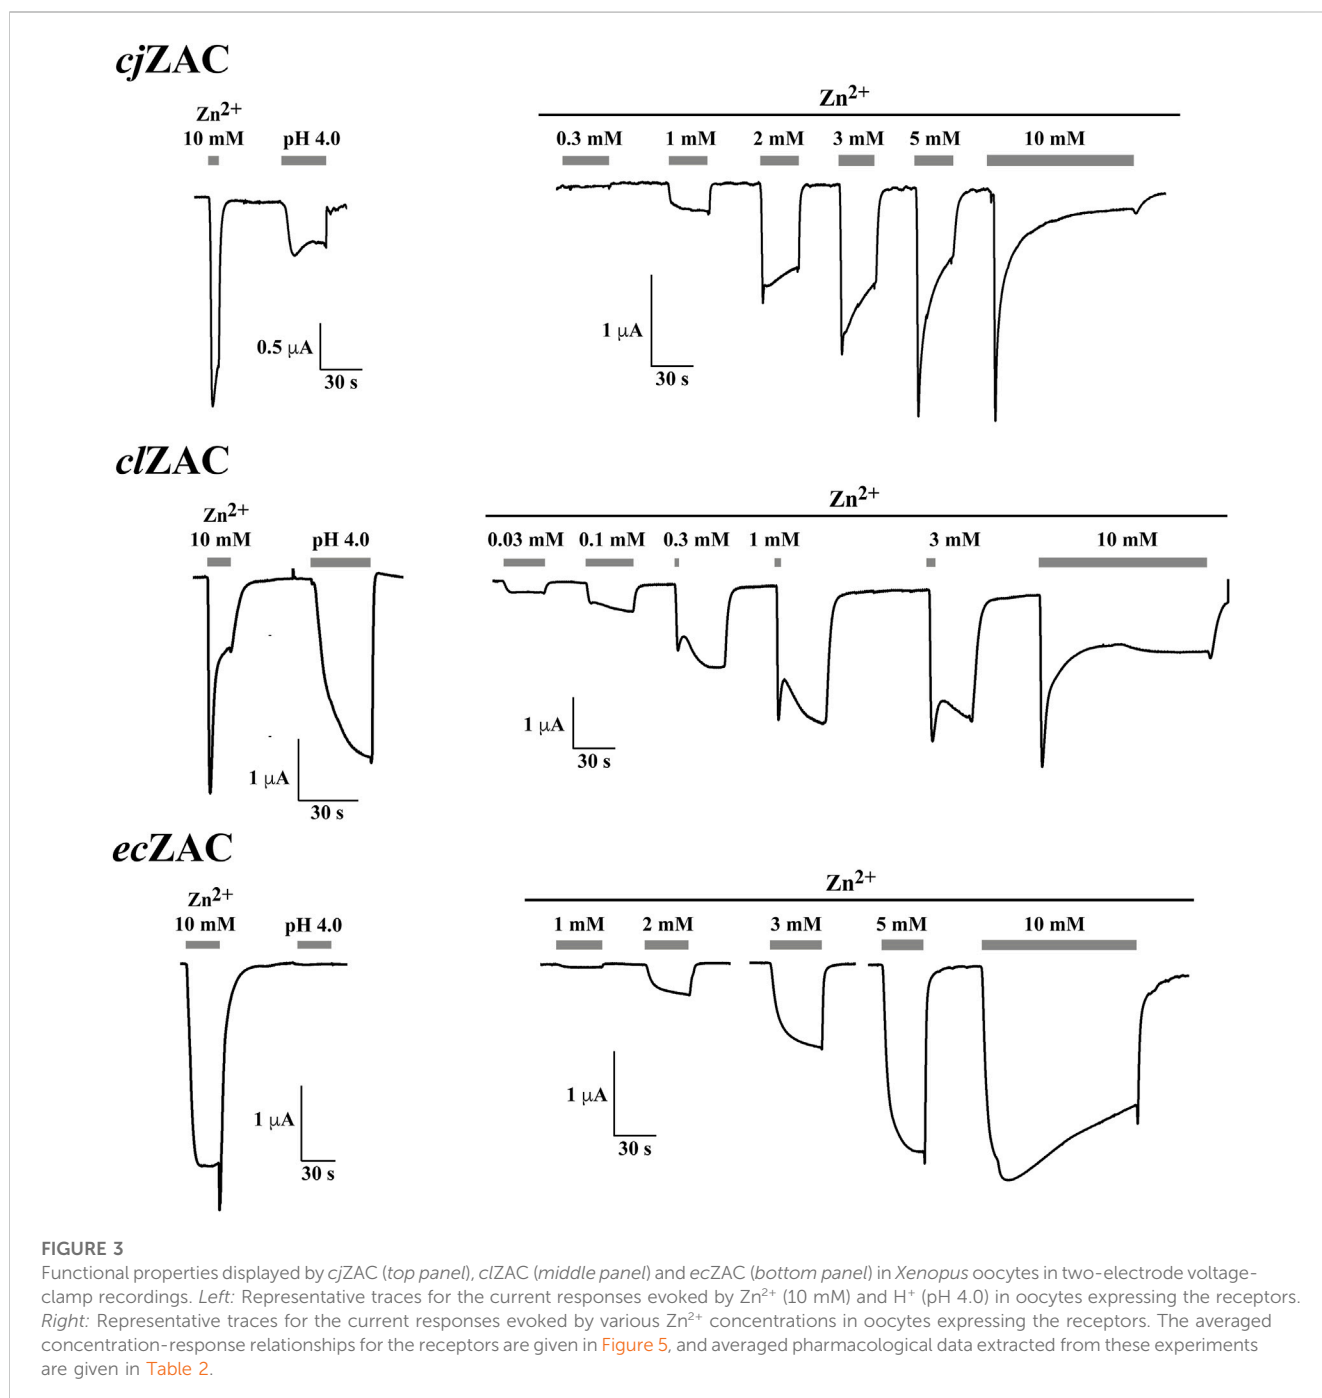 cjZAC
Zn2+
10 mM pH 4.0
0.5 μA
30 s
Zn2+
0.3 mM 1 mM 2 mM 3 mM 5 mM 10 mM
1 μA
30 s
clZAC
Zn2+
10 mM pH 4.0
1 μA
30 s
Zn2+
0.03 mM 0.1 mM 0.3 mM 1 mM 3 mM 10 mM
1 μA
30 s
ecZAC
Zn2+
10 mM pH 4.0
1 μA
30 s
Zn2+
1 mM 2 mM 3 mM 5 mM 10 mM
1 μA
30 s
FIGURE 3
Functional properties displayed by cjZAC (top panel), clZAC (middle panel) and ecZAC (bottom panel) in Xenopus oocytes in two-electrode voltage-
clamp recordings. Left: Representative traces for the current responses evoked by Zn2+ (10 mM) and H+ (pH 4.0) in oocytes expressing the receptors.
Right: Representative traces for the current responses evoked by various Zn2+ concentrations in oocytes expressing the receptors. The averaged
concentration-response relationships for the receptors are given in Figure 5, and averaged pharmacological data extracted from these experiments
are given in Table 2.